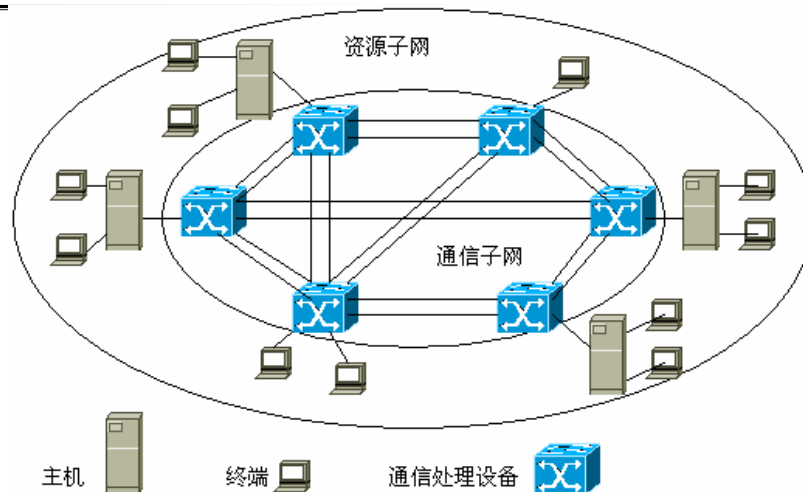 资源子网
通信子网
主机
终端
通信处理设备